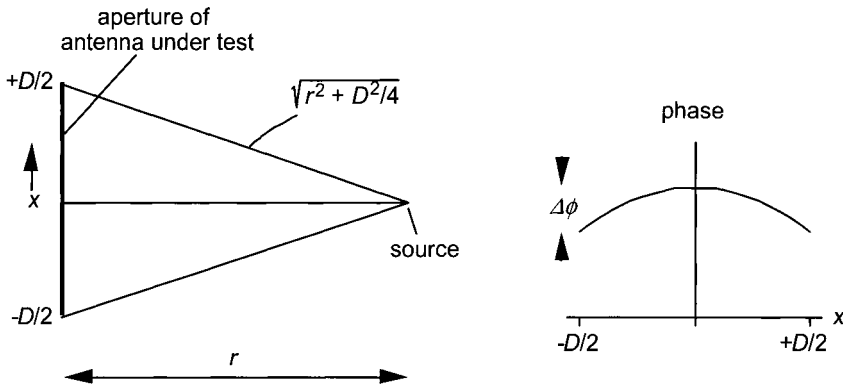 aperture of
antenna under test
+D/2
√r² + D²/4
x
source
-D/2
r
phase
Δϕ
x
-D/2
+D/2